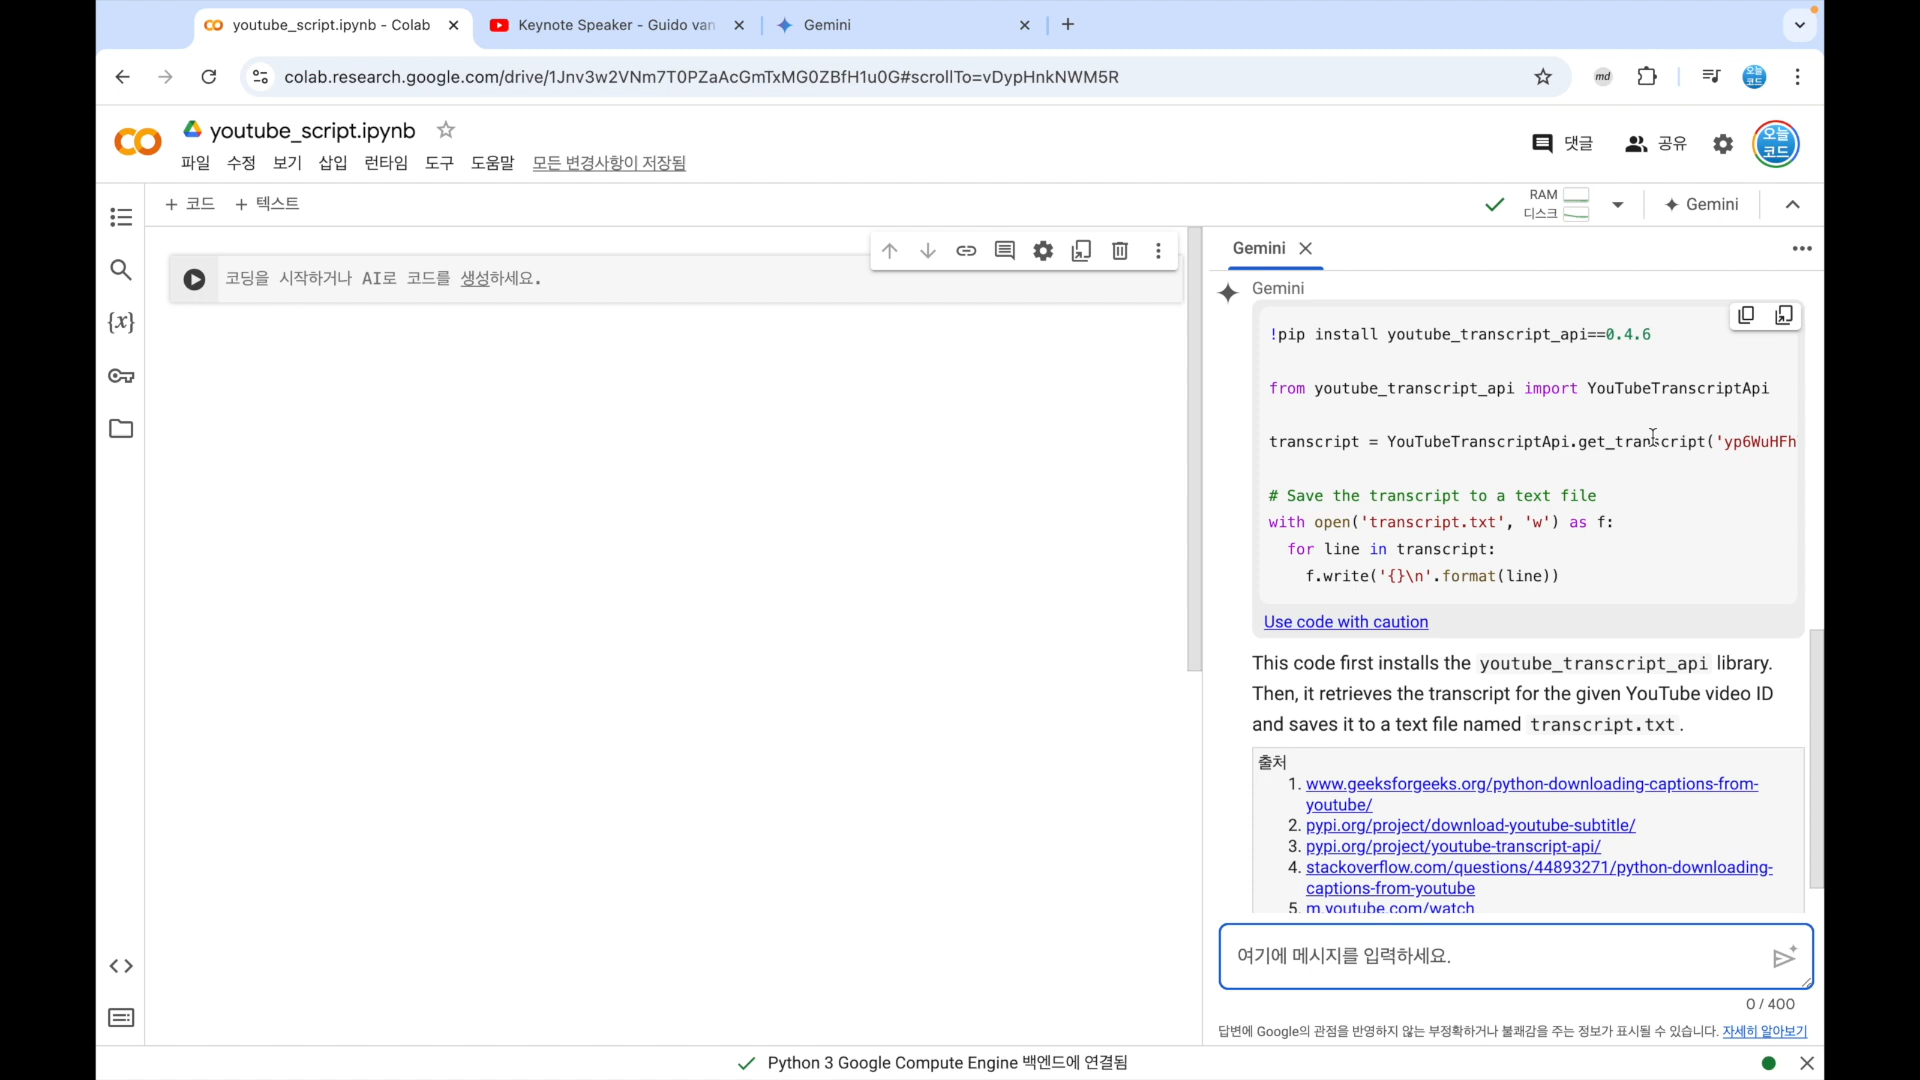 youtube_script.ipynb - Colab
Keynote Speaker - Guido van
Gemini
colab.research.google.com/drive/1Jnv3w2VNm7T0PZaAcGmTxMG0ZBfH1u0G#scrollTo=vDypHnkNWM5R
md
오늘
코드
youtube_script.ipynb
파일 수정 보기 삽입 런타임 도구 도움말 모든 변경사항이 저장됨
댓글
공유
오늘
코드
+ 코드 + 텍스트
RAM
디스크
Gemini
코딩을 시작하거나 AI로 코드를 생성하세요.
{x}
Gemini
Gemini
!pip install youtube_transcript_api==0.4.6
from youtube_transcript_api import YouTubeTranscriptApi
transcript = YouTubeTranscriptApi.get_transcript('yp6WuHFh
# Save the transcript to a text file
with open('transcript.txt', 'w') as f:
for line in transcript:
f.write('{}\n'.format(line))
Use code with caution
This code first installs the youtube_transcript_api library.
Then, it retrieves the transcript for the given YouTube video ID
and saves it to a text file named transcript.txt.
출처
1. www.geeksforgeeks.org/python-downloading-captions-from-
youtube/
2. pypi.org/project/download-youtube-subtitle/
3. pypi.org/project/youtube-transcript-api/
4. stackoverflow.com/questions/44893271/python-downloading-
captions-from-youtube
5. m.youtube.com/watch
여기에 메시지를 입력하세요.
0 / 400
답변에 Google의 관점을 반영하지 않는 부정확하거나 불쾌감을 주는 정보가 표시될 수 있습니다. 자세히 알아보기
Python 3 Google Compute Engine 백엔드에 연결됨